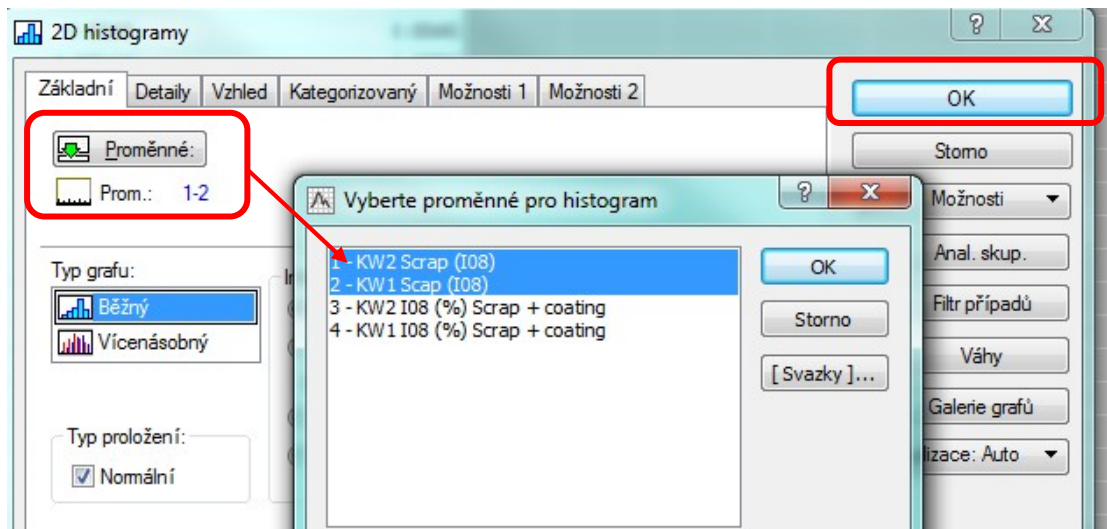 2D histogramy
Základní Detaily Vzhled Kategorizovaný Možnosti 1 Možnosti 2
Proměnné:
Prom.: 1-2
Typ grafu:
Běžný
Vícenásobný
Typ proložení:
Normální
Vyberte proměnné pro histogram
1 - KW2 Scrap (I08)
2 - KW1 Scap (I08)
3 - KW2 I08 (%) Scrap + coating
4 - KW1 I08 (%) Scrap + coating
OK
Storno
[ Svazky ]...
OK
Storno
Možnosti
Anal. skup.
Filtr případů
Váhy
Galerie grafů
lizace: Auto